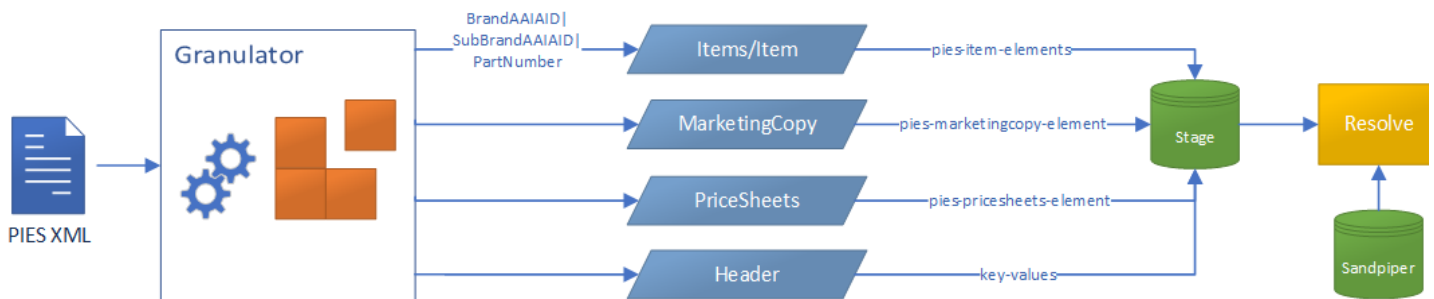 PIES XML
Granulator
BrandAAIAID|
SubBrandAAIAID|
PartNumber
Items/Item
pies-item-elements
MarketingCopy
pies-marketingcopy-element
PriceSheets
pies-pricesheets-element
Header
key-values
Stage
Resolve
Sandpiper